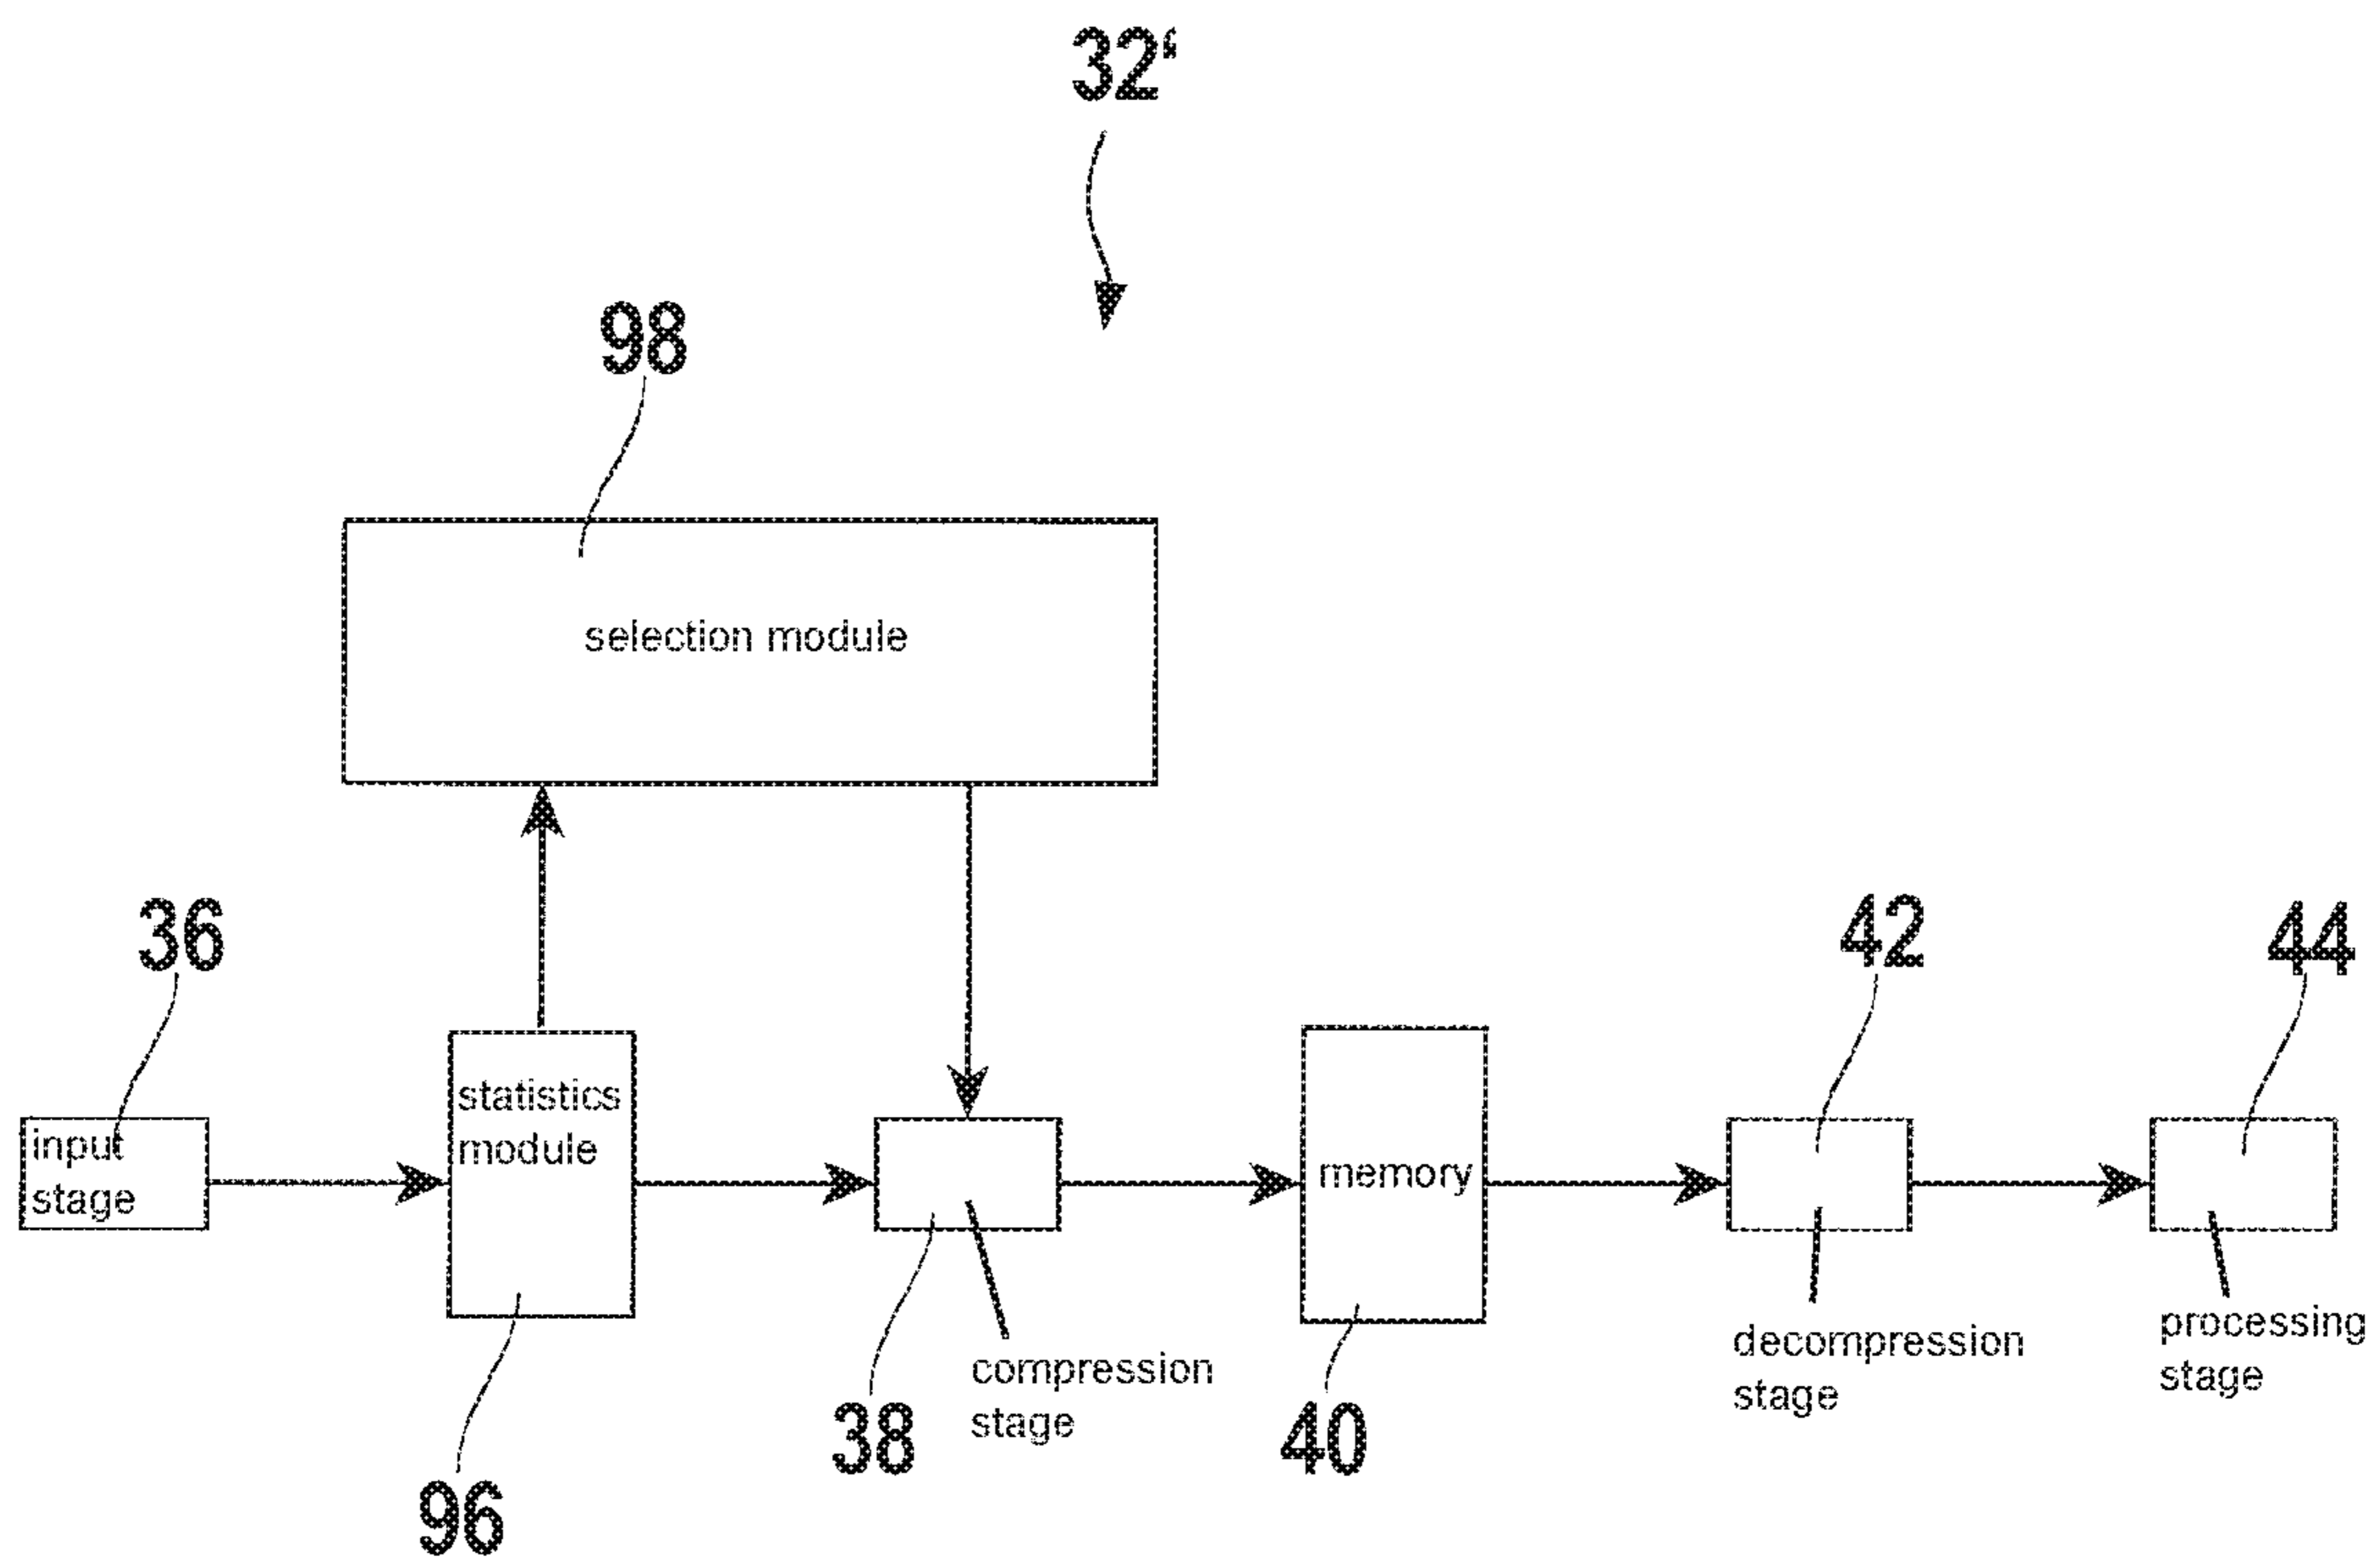 32‘
98
selection module
36
42
44
statistics
module
input
stage
memory
processing
stage
decompression
stage
compression
stage
38
40
96